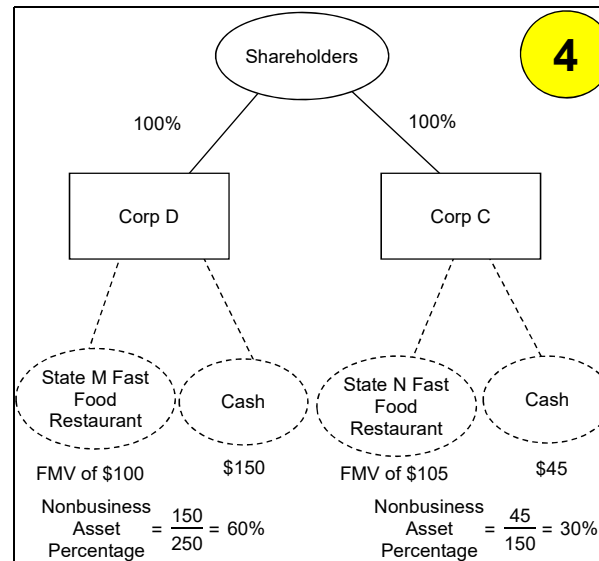 Shareholders
4
100%
100%
Corp D
Corp C
State M Fast
Food
Restaurant
Cash
State N Fast
Food
Restaurant
Cash
FMV of $100
$150
FMV of $105
$45
Nonbusiness
Asset
Percentage
= 150/250 = 60%
Nonbusiness
Asset
Percentage
= 45/150 = 30%